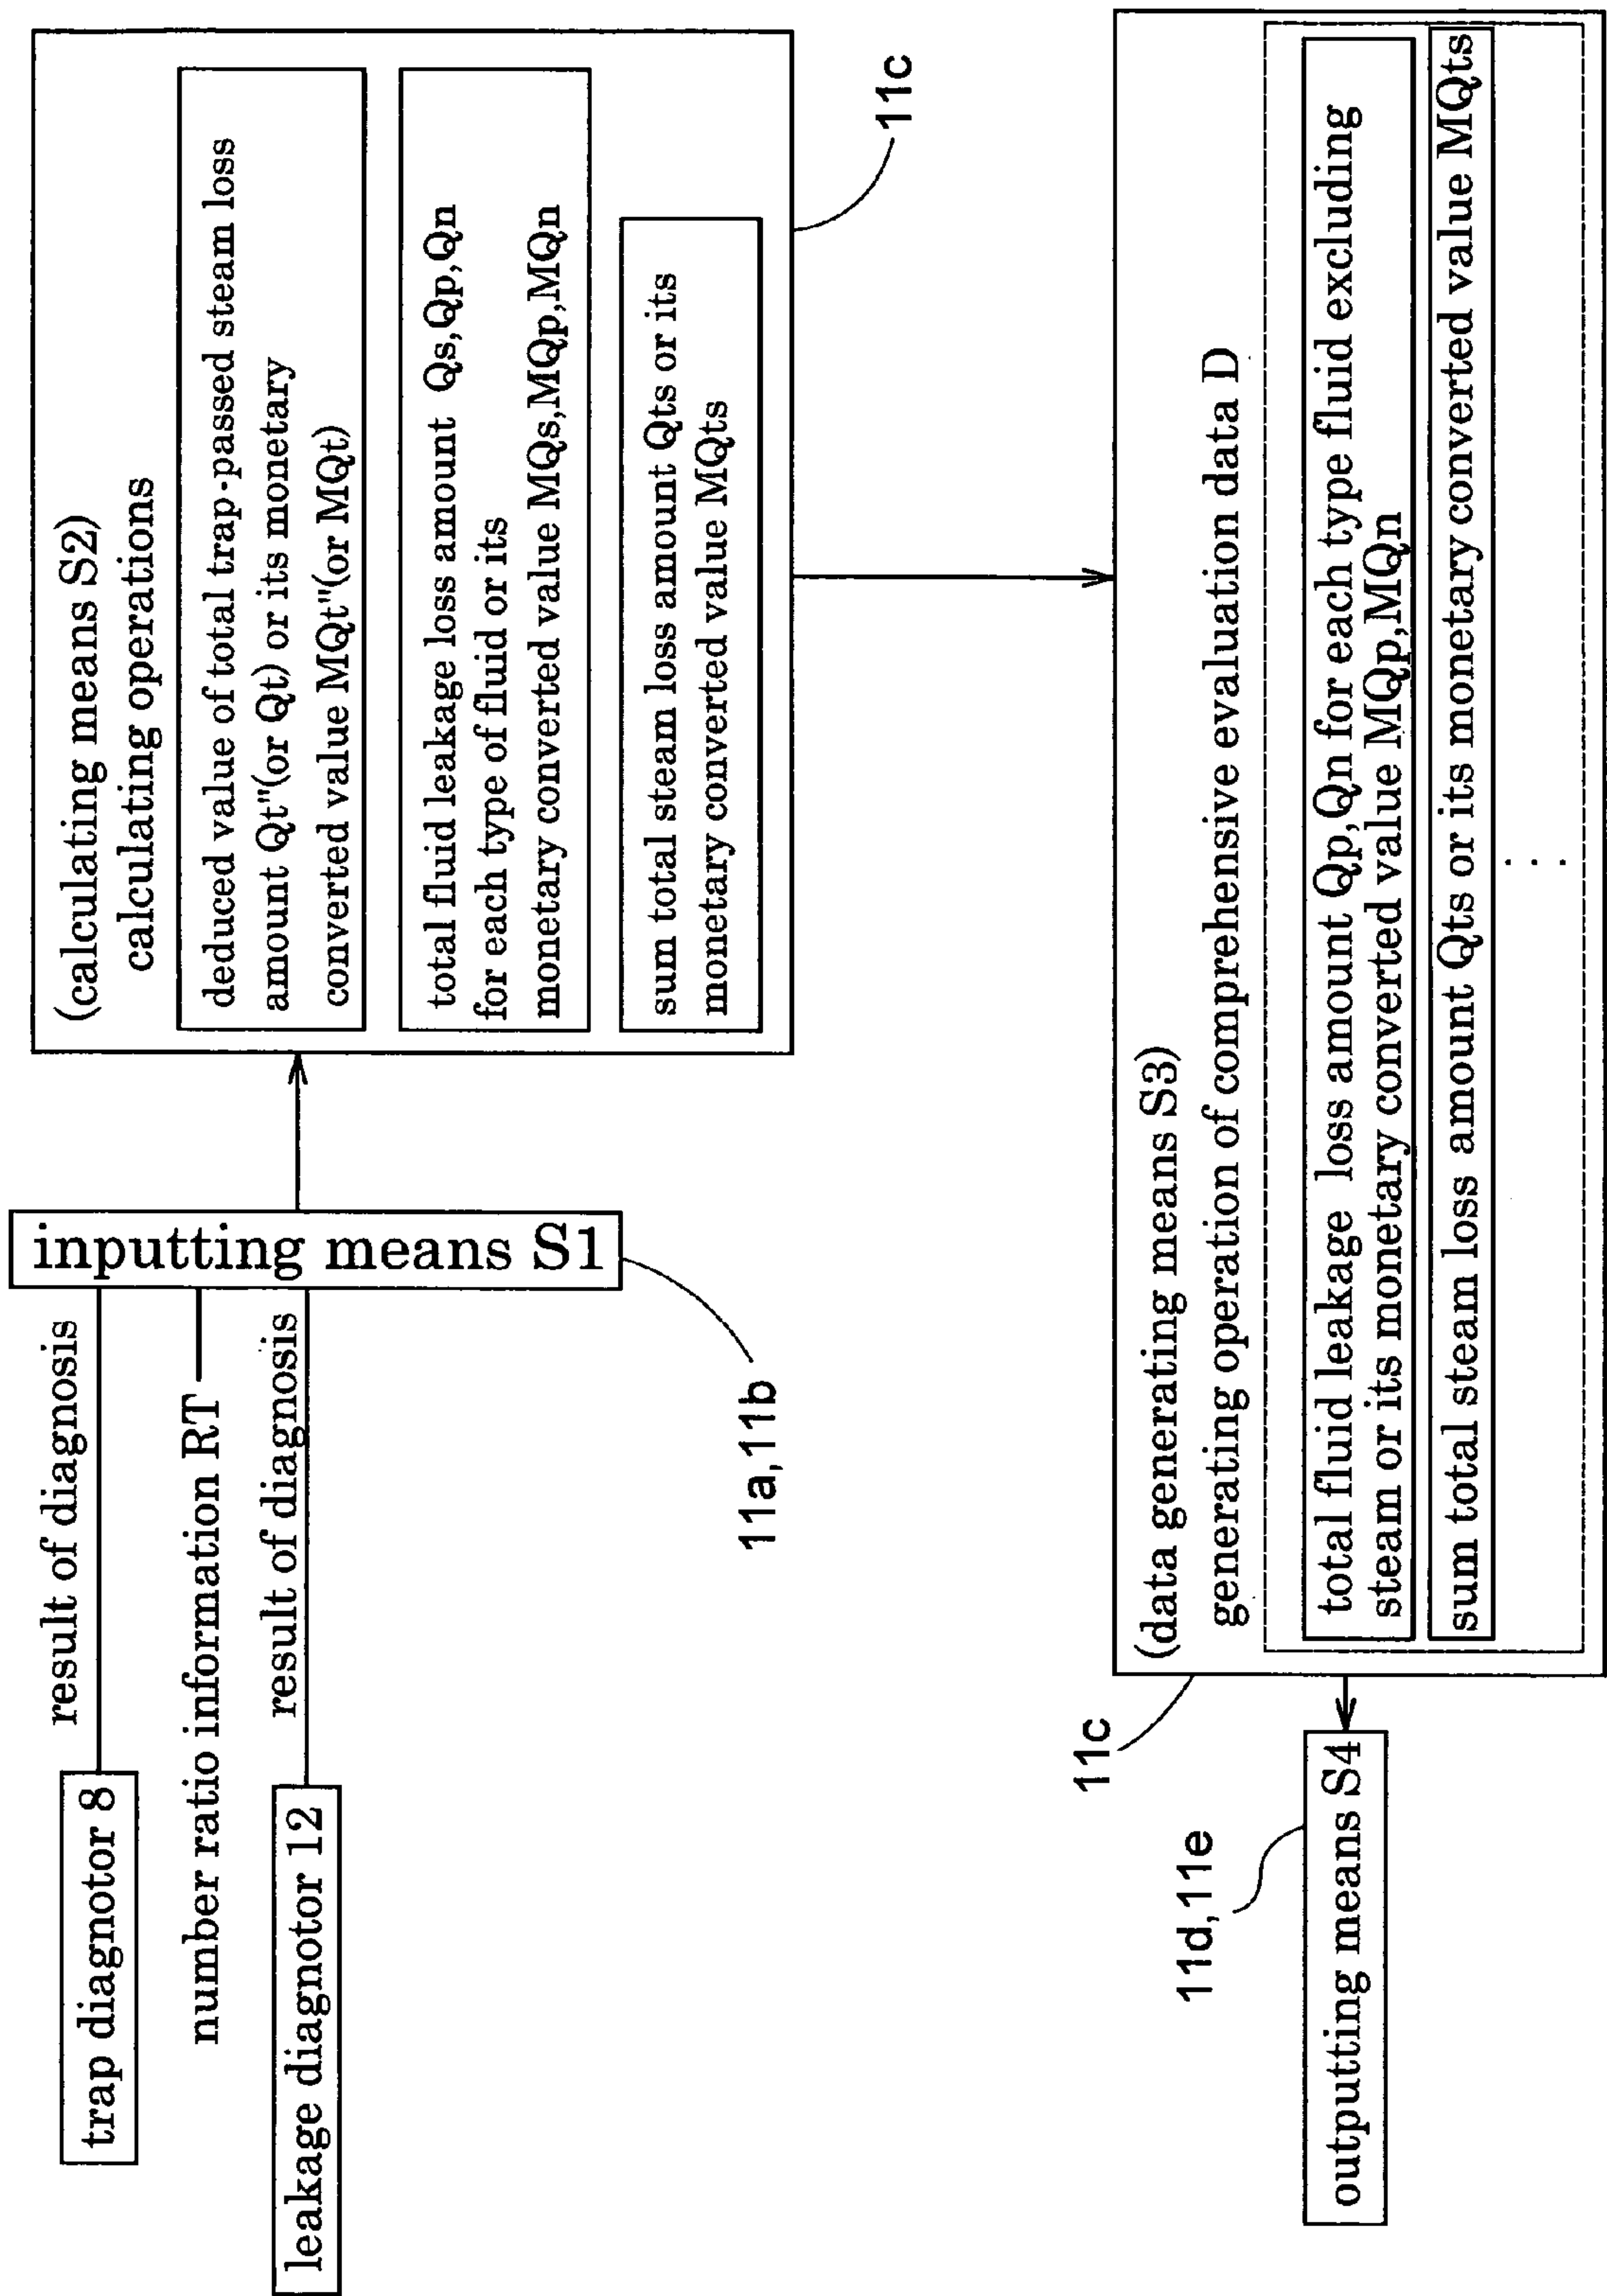 trap diagnotor 8
result of diagnosis
number ratio information RT
leakage diagnotor 12
result of diagnosis
inputting means S1
11a,11b
(calculating means S2)
calculating operations
deduced value of total trap-passed steam loss
amount Qt"(or Qt) or its monetary
converted value MQt"(or MQt)
total fluid leakage loss amount Qs,Qp,Qn
for each type of fluid or its
monetary converted value MQs,MQp,MQn
sum total steam loss amount Qts or its
monetary converted value MQts
11c
(data generating means S3)
generating operation of comprehensive evaluation data D
total fluid leakage loss amount Qp,Qn for each type fluid excluding
steam or its monetary converted value MQp,MQn
sum total steam loss amount Qts or its monetary converted value MQts
. . .
11c
11d,11e
outputting means S4